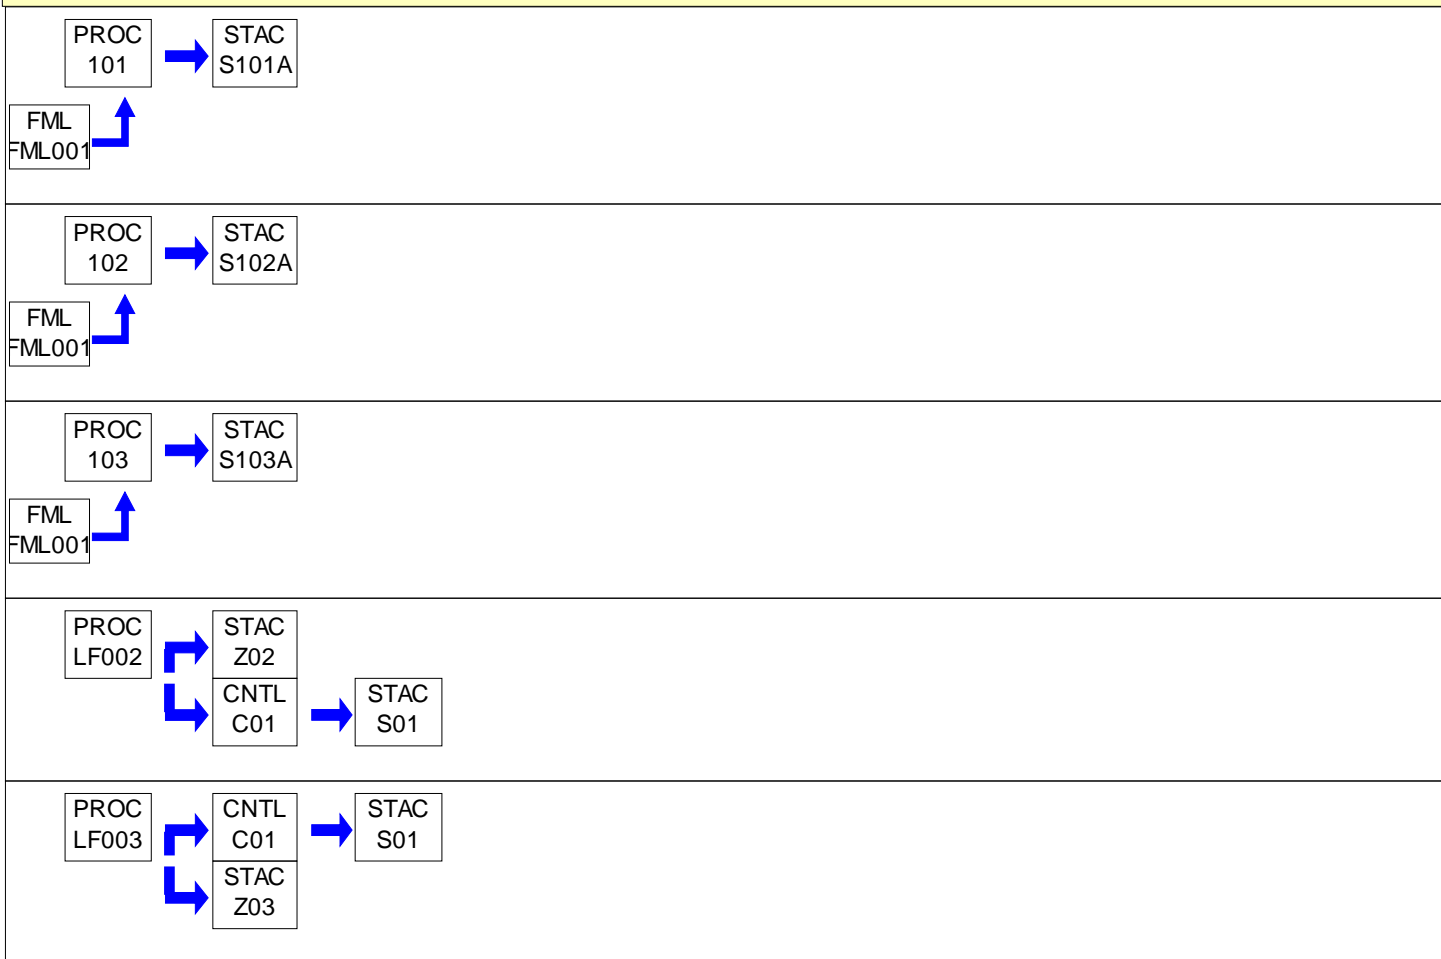 PROC
101
STAC
S101A
FML
FML001
PROC
102
STAC
S102A
FML
FML001
PROC
103
STAC
S103A
FML
FML001
PROC
LF002
STAC
Z02
CNTL
C01
STAC
S01
PROC
LF003
CNTL
C01
STAC
S01
STAC
Z03